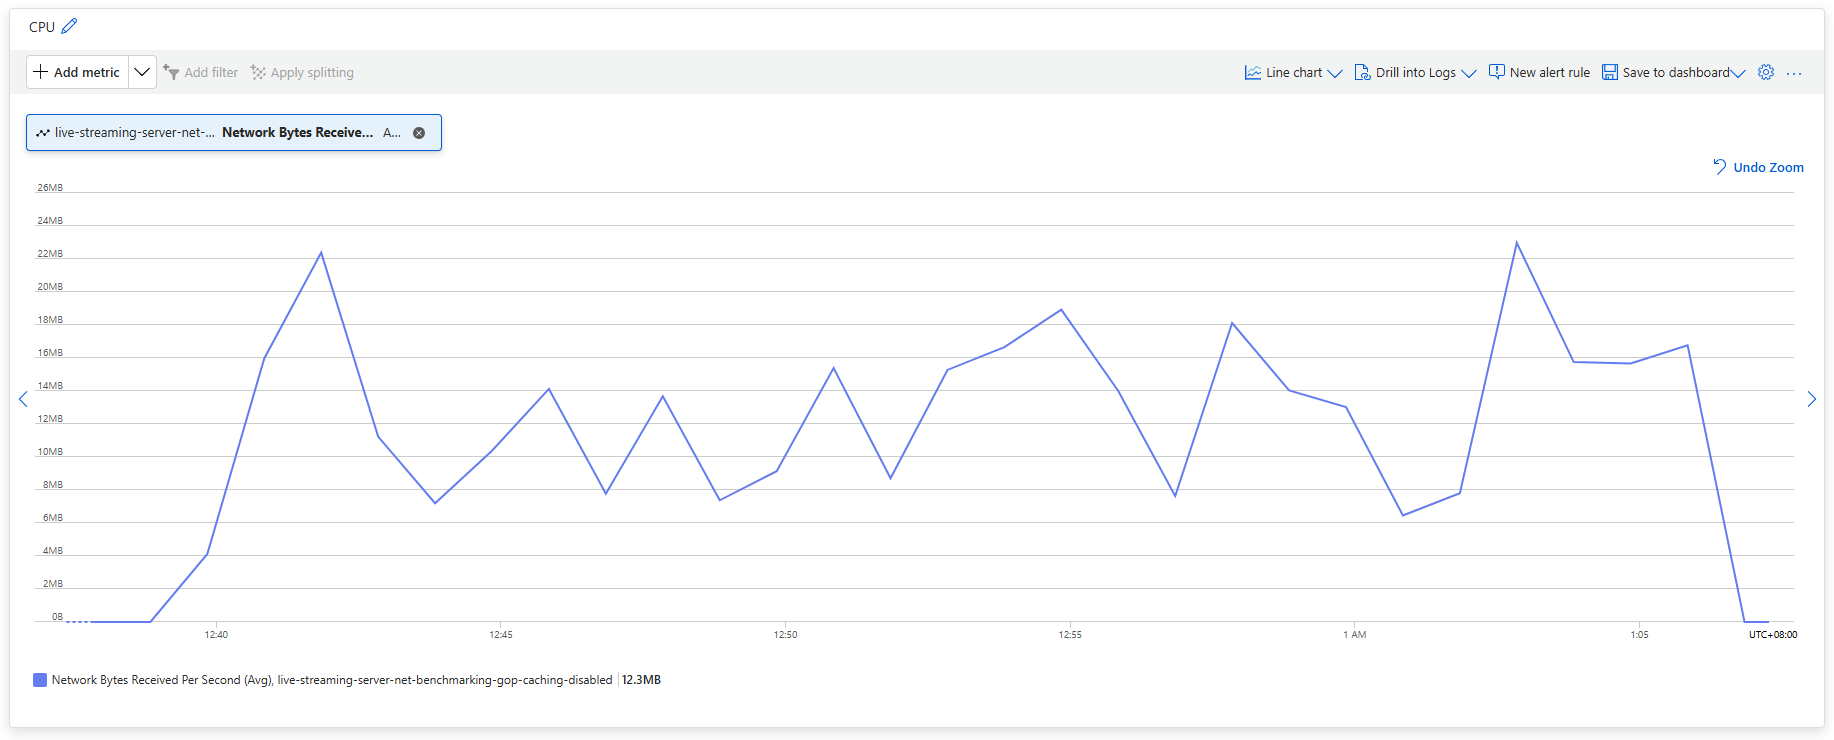 CPU
Add metric Add filter Apply splitting Line chart Drill into Logs New alert rule Save to dashboard ...
live-streaming-server-net-... Network Bytes Receive... A...
Undo Zoom
26MB
24MB
22MB
20MB
18MB
16MB
14MB
12MB
10MB
8MB
6MB
4MB
2MB
0B
12:40 12:45 12:50 12:55 1 AM 1:05 UTC+08:00
Network Bytes Received Per Second (Avg), live-streaming-server-net-benchmarking-gop-caching-disabled 12.3MB